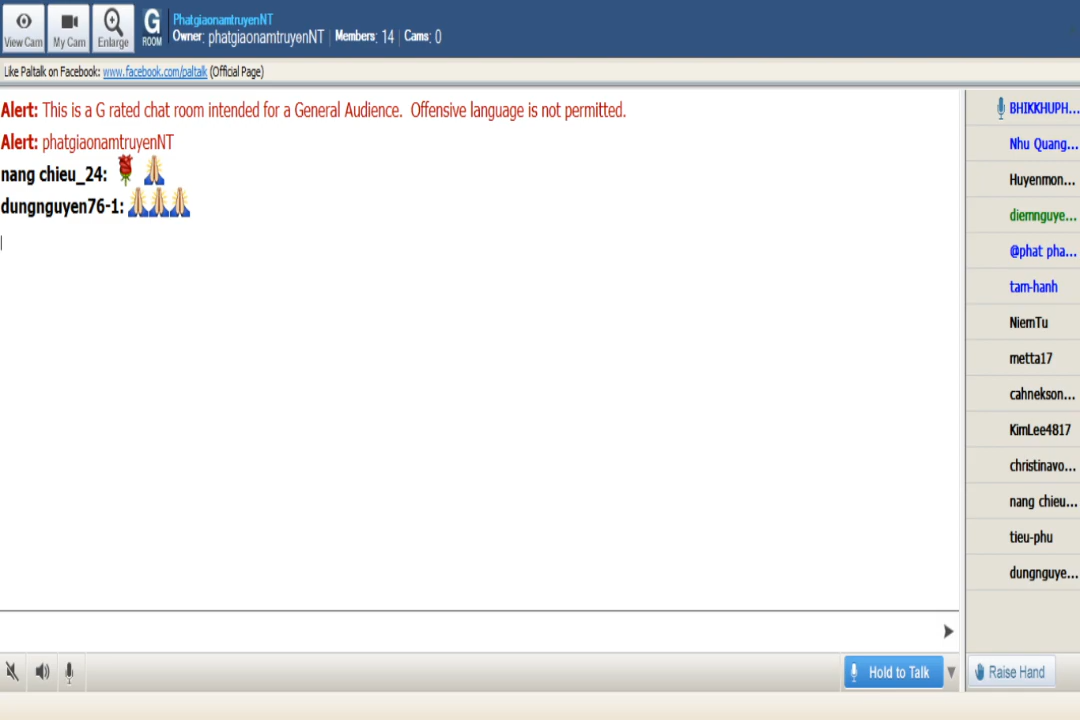 View Cam
My Cam
Enlarge
G
ROOM
PhatgiaonamtruyenNT
Owner: phatgiaonamtruyenNT | Members: 14 | Cams: 0
Like Paltalk on Facebook: www.facebook.com/paltalk (Official Page)
Alert: This is a G rated chat room intended for a General Audience. Offensive language is not permitted.
Alert: phatgiaonamtruyenNT
nang chieu_24:
dungnguyen76-1:
BHIKKHUPH...
Nhu Quang...
Huyenmon...
diemnguye...
@phat pha...
tam-hanh
NiemTu
metta17
cahnekson...
KimLee4817
christinavo...
nang chieu...
tieu-phu
dungnguye...
Hold to Talk
Raise Hand